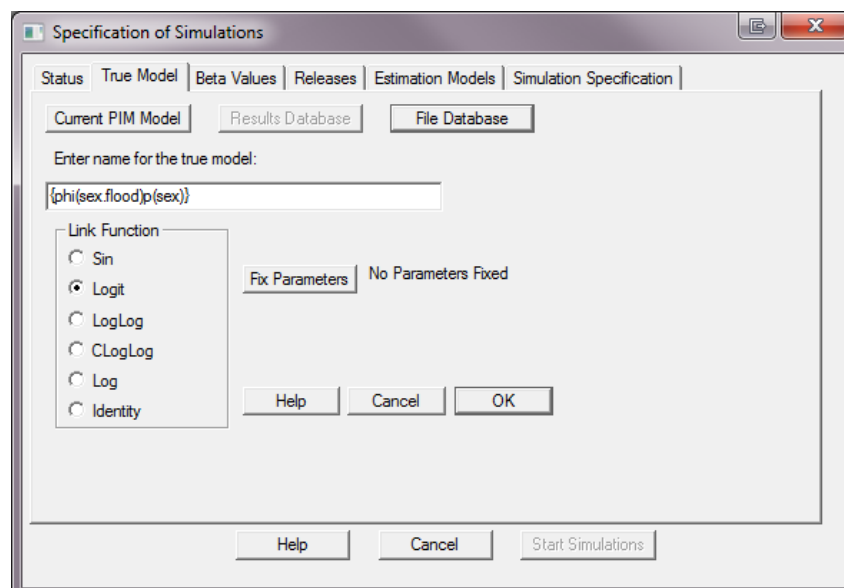 Specification of Simulations
Status True Model Beta Values Releases Estimation Models Simulation Specification
Current PIM Model Results Database File Database
Enter name for the true model:
{phi(sex.flood)p(sex)}
Link Function
Sin
Logit
Fix Parameters No Parameters Fixed
LogLog
CLogLog
Log
Help Cancel OK
Identity
Help Cancel Start Simulations